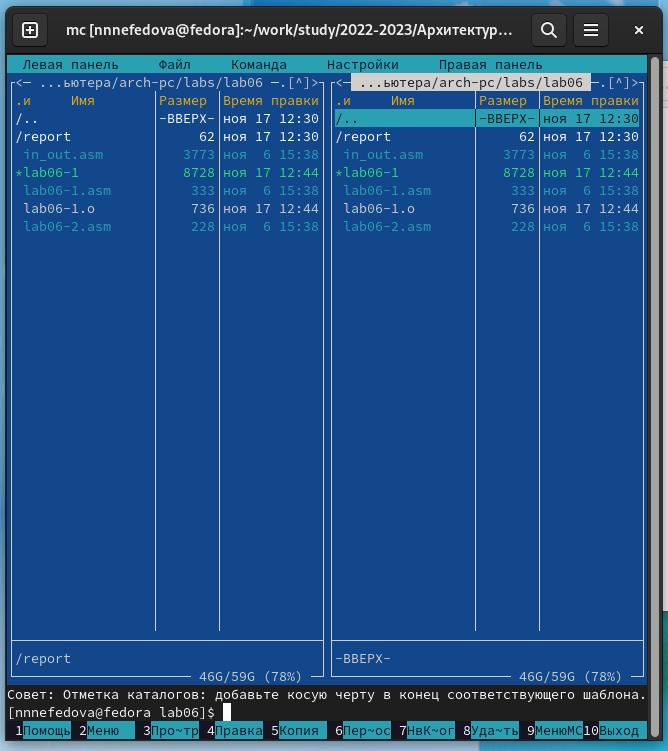 mc [nnnefedova@fedora]:~/work/study/2022-2023/Архитектур...
Левая панель Файл Команда Настройки Правая панель
<─ ...ьютера/arch-pc/labs/lab06 ─.[^]> <─ ...ьютера/arch-pc/labs/lab06 ─.[^]>
.и Имя Размер Время правки .и Имя Размер Время правки
/.. -ВВЕРХ- ноя 17 12:30 /.. -ВВЕРХ- ноя 17 12:30
/report 62 ноя 17 12:30 /report 62 ноя 17 12:30
in_out.asm 3773 ноя 6 15:38 in_out.asm 3773 ноя 6 15:38
*lab06-1 8728 ноя 17 12:44 *lab06-1 8728 ноя 17 12:44
lab06-1.asm 333 ноя 6 15:38 lab06-1.asm 333 ноя 6 15:38
lab06-1.o 736 ноя 17 12:44 lab06-1.o 736 ноя 17 12:44
lab06-2.asm 228 ноя 6 15:38 lab06-2.asm 228 ноя 6 15:38
/report -ВВЕРХ-
46G/59G (78%) 46G/59G (78%)
Совет: Отметка каталогов: добавьте косую черту в конец соответствующего шаблона.
[nnnefedova@fedora lab06]$
1Помощь 2Меню 3Про~тр 4Правка 5Копия 6Пер~ос 7НвК~ог 8Уда~ть 9МенюMC 10Выход